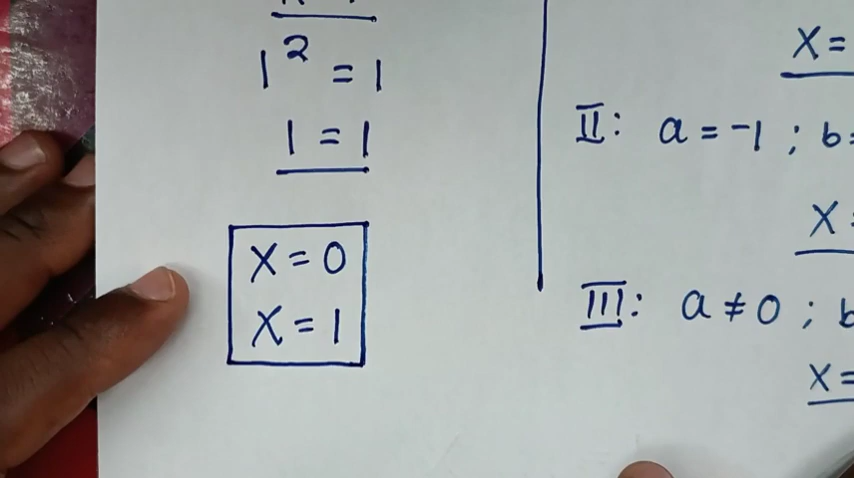 1² = 1
1 = 1
x = 0
x = 1
x =
II: a = -1 ; b =
x =
III: a ≠ 0 ; b
x =